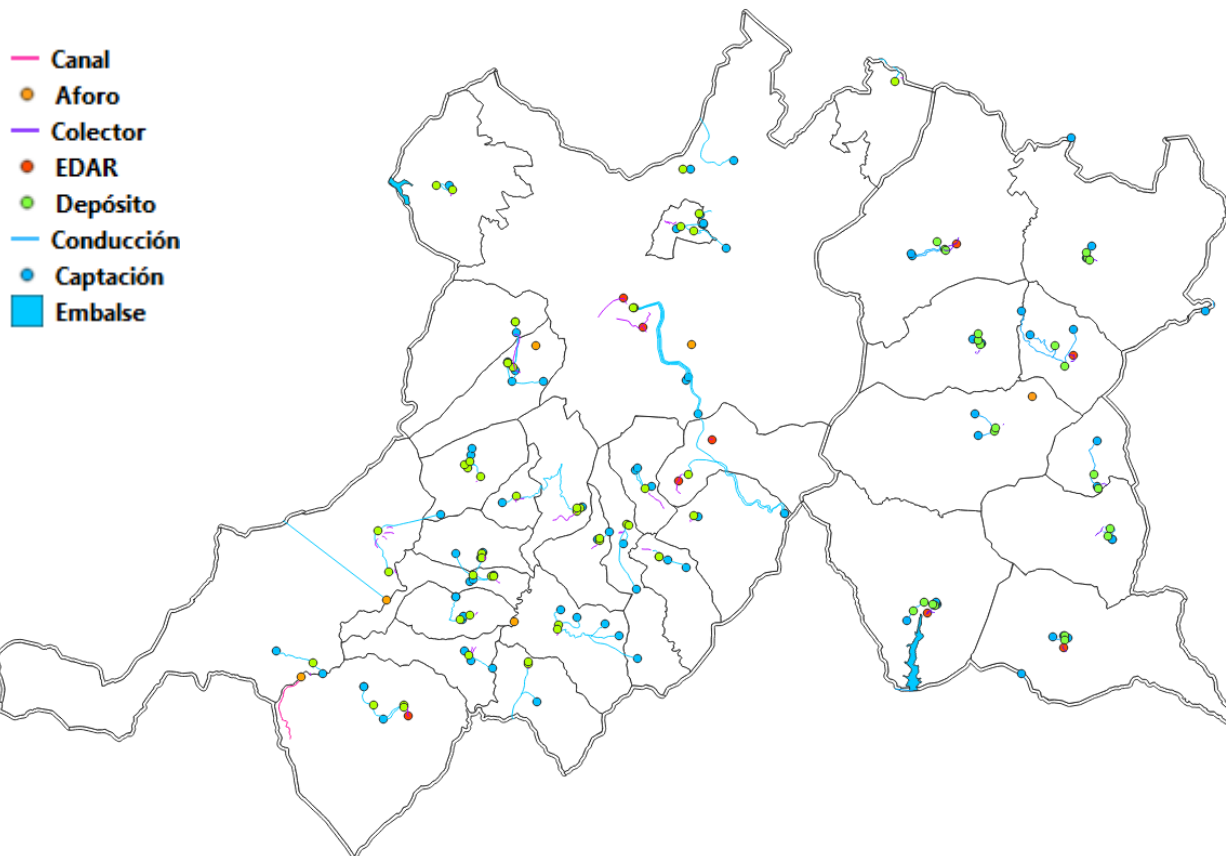 Canal
Aforo
Colector
EDAR
Depósito
Conducción
Captación
Embalse